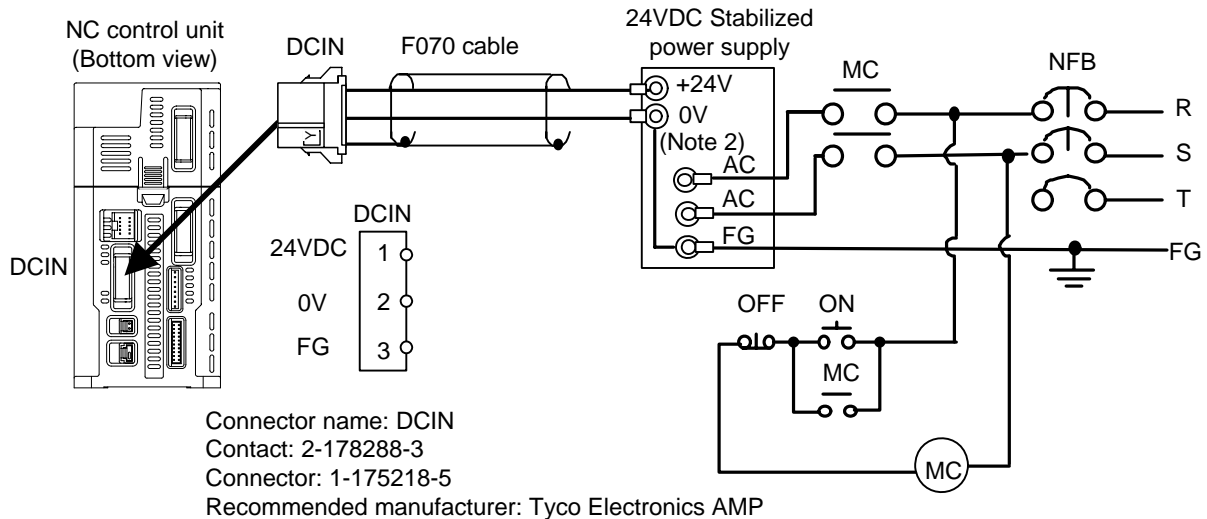 24VDC Stabilized
power supply
NC control unit
(Bottom view)
DCIN
F070 cable
MC
NFB
+24V
0V
(Note 2)
AC
AC
FG
R
S
T
FG
Y
DCIN
DCIN
24VDC
1
0V
2
FG
3
OFF
ON
MC
MC
Connector name: DCIN
Contact: 2-178288-3
Connector: 1-175218-5
Recommended manufacturer: Tyco Electronics AMP